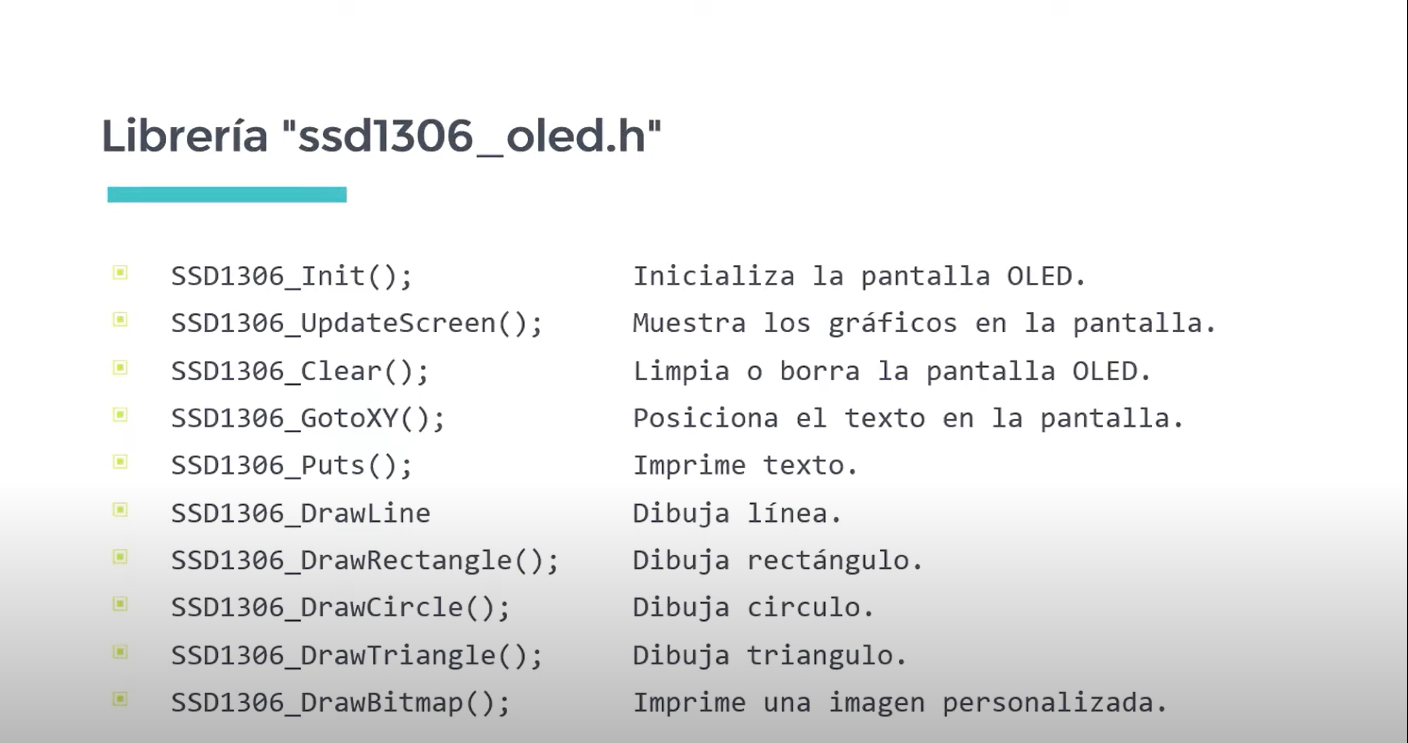 Librería "ssd1306_oled.h"
SSD1306_Init(); Inicializa la pantalla OLED.
SSD1306_UpdateScreen(); Muestra los gráficos en la pantalla.
SSD1306_Clear(); Limpia o borra la pantalla OLED.
SSD1306_GotoXY(); Posiciona el texto en la pantalla.
SSD1306_Puts(); Imprime texto.
SSD1306_DrawLine Dibuja línea.
SSD1306_DrawRectangle(); Dibuja rectángulo.
SSD1306_DrawCircle(); Dibuja circulo.
SSD1306_DrawTriangle(); Dibuja triangulo.
SSD1306_DrawBitmap(); Imprime una imagen personalizada.